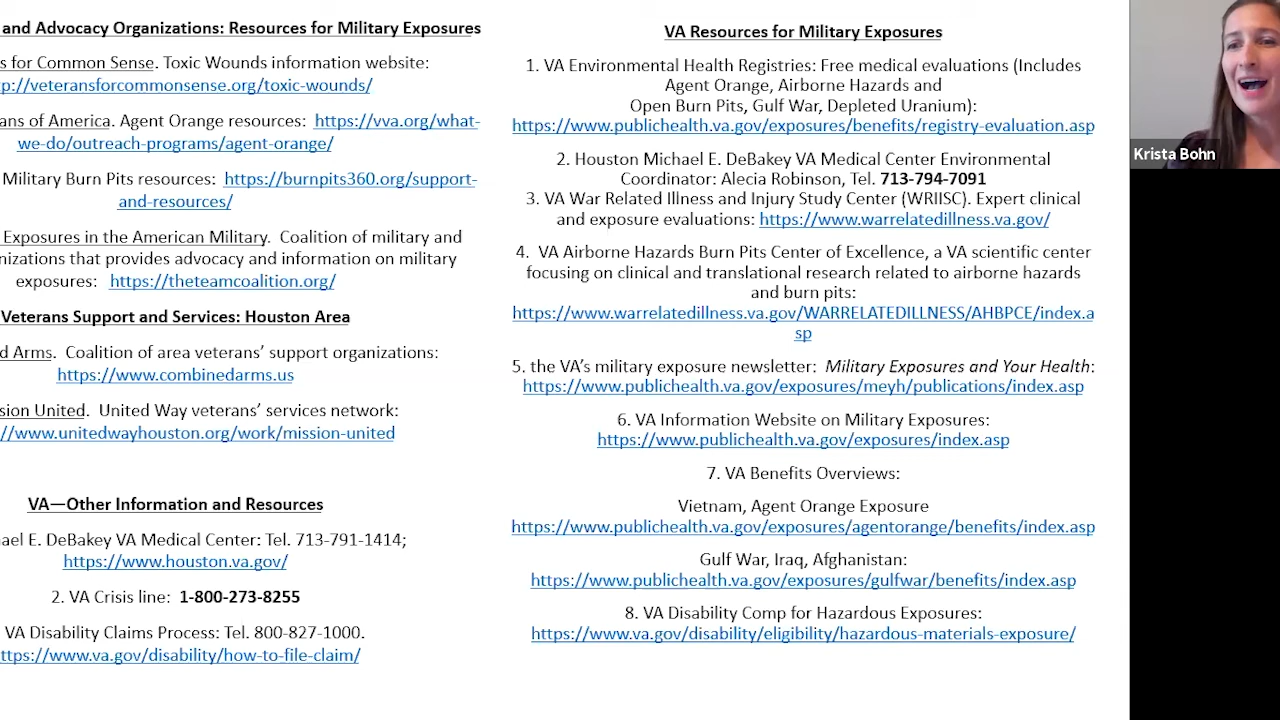 and Advocacy Organizations: Resources for Military Exposures
s for Common Sense. Toxic Wounds information website:
p://veteransforcommonsense.org/toxic-wounds/
ans of America. Agent Orange resources: https://vva.org/what-
we-do/outreach-programs/agent-orange/
Military Burn Pits resources: https://burnpits360.org/support-
and-resources/
Exposures in the American Military. Coalition of military and
nizations that provides advocacy and information on military
exposures: https://theteamcoalition.org/
Veterans Support and Services: Houston Area
d Arms. Coalition of area veterans’ support organizations:
https://www.combinedarms.us
sion United. United Way veterans’ services network:
//www.unitedwayhouston.org/work/mission-united
VA—Other Information and Resources
ael E. DeBakey VA Medical Center: Tel. 713-791-1414;
https://www.houston.va.gov/
2. VA Crisis line: 1-800-273-8255
VA Disability Claims Process: Tel. 800-827-1000.
ttps://www.va.gov/disability/how-to-file-claim/
VA Resources for Military Exposures
1. VA Environmental Health Registries: Free medical evaluations (Includes
Agent Orange, Airborne Hazards and
Open Burn Pits, Gulf War, Depleted Uranium):
https://www.publichealth.va.gov/exposures/benefits/registry-evaluation.asp
2. Houston Michael E. DeBakey VA Medical Center Environmental
Coordinator: Alecia Robinson, Tel. 713-794-7091
3. VA War Related Illness and Injury Study Center (WRIISC). Expert clinical
and exposure evaluations: https://www.warrelatedillness.va.gov/
4. VA Airborne Hazards Burn Pits Center of Excellence, a VA scientific center
focusing on clinical and translational research related to airborne hazards
and burn pits:
https://www.warrelatedillness.va.gov/WARRELATEDILLNESS/AHBPCE/index.a
sp
5. the VA’s military exposure newsletter: Military Exposures and Your Health:
https://www.publichealth.va.gov/exposures/meyh/publications/index.asp
6. VA Information Website on Military Exposures:
https://www.publichealth.va.gov/exposures/index.asp
7. VA Benefits Overviews:
Vietnam, Agent Orange Exposure
https://www.publichealth.va.gov/exposures/agentorange/benefits/index.asp
Gulf War, Iraq, Afghanistan:
https://www.publichealth.va.gov/exposures/gulfwar/benefits/index.asp
8. VA Disability Comp for Hazardous Exposures:
https://www.va.gov/disability/eligibility/hazardous-materials-exposure/
Krista Bohn